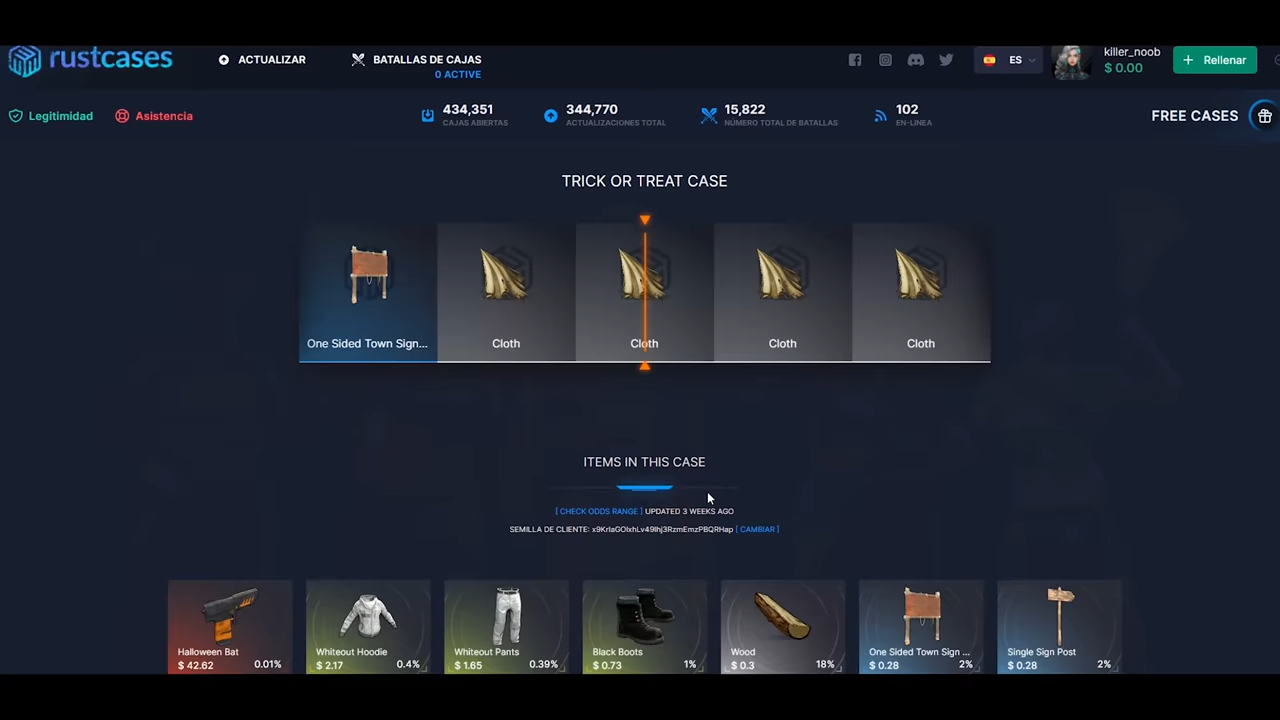 rustcases
ACTUALIZAR
BATALLAS DE CAJAS
0 ACTIVE
ES
killer_noob
$ 0.00
Rellenar
Legitimidad
Asistencia
434,351
CAJAS ABIERTAS
344,770
ACTUALIZACIONES TOTAL
15,822
NÚMERO TOTAL DE BATALLAS
102
EN-LINEA
FREE CASES
TRICK OR TREAT CASE
One Sided Town Sign...
Cloth
Cloth
Cloth
Cloth
ITEMS IN THIS CASE
[ CHECK ODDS RANGE ] UPDATED 3 WEEKS AGO
SEMILLA DE CLIENTE: [ CAMBIAR ]
Halloween Bat
$ 42.62 0.01%
Whiteout Hoodie
$ 2.17 0.4%
Whiteout Pants
$ 1.65 0.39%
Black Boots
$ 0.73 1%
Wood
$ 0.3 18%
One Sided Town Sign ...
$ 0.28 2%
Single Sign Post
$ 0.28 2%